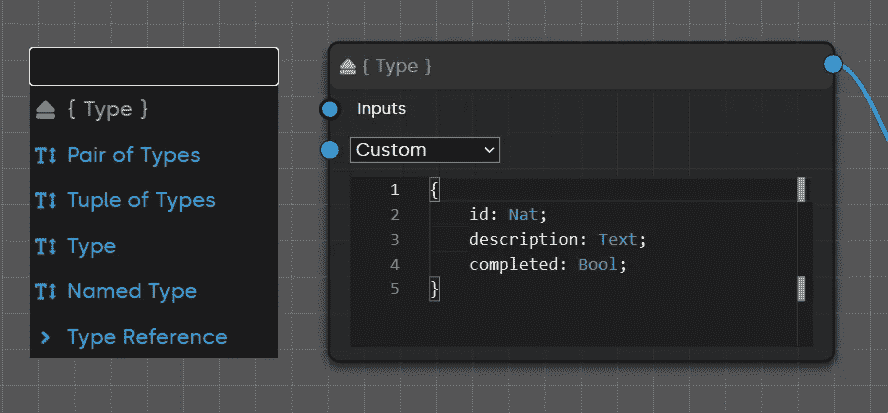 { Type }
Pair of Types
Tuple of Types
Type
Named Type
Type Reference
{ Type }
Inputs
Custom
1 {
2 id: Nat;
3 description: Text;
4 completed: Bool;
5 }